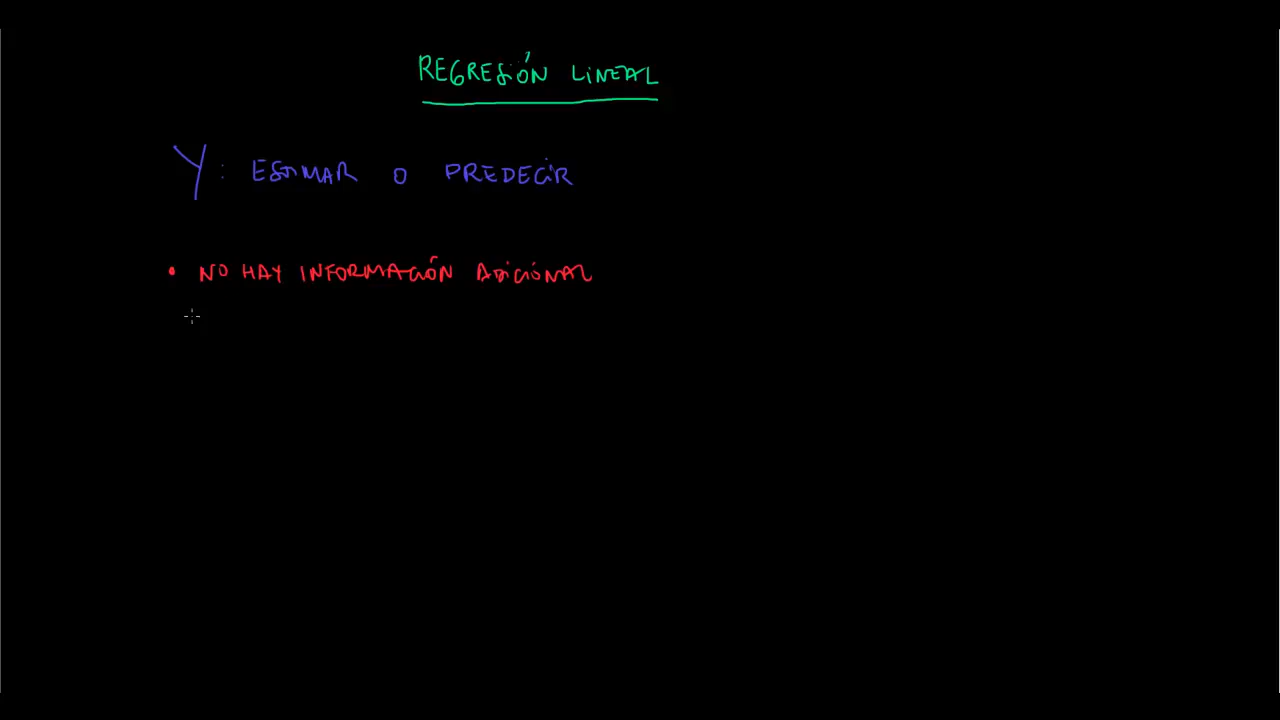 REGRESIÓN LINEAL
Y: ESTIMAR O PREDECIR
• NO HAY INFORMACIÓN ADICIONAL